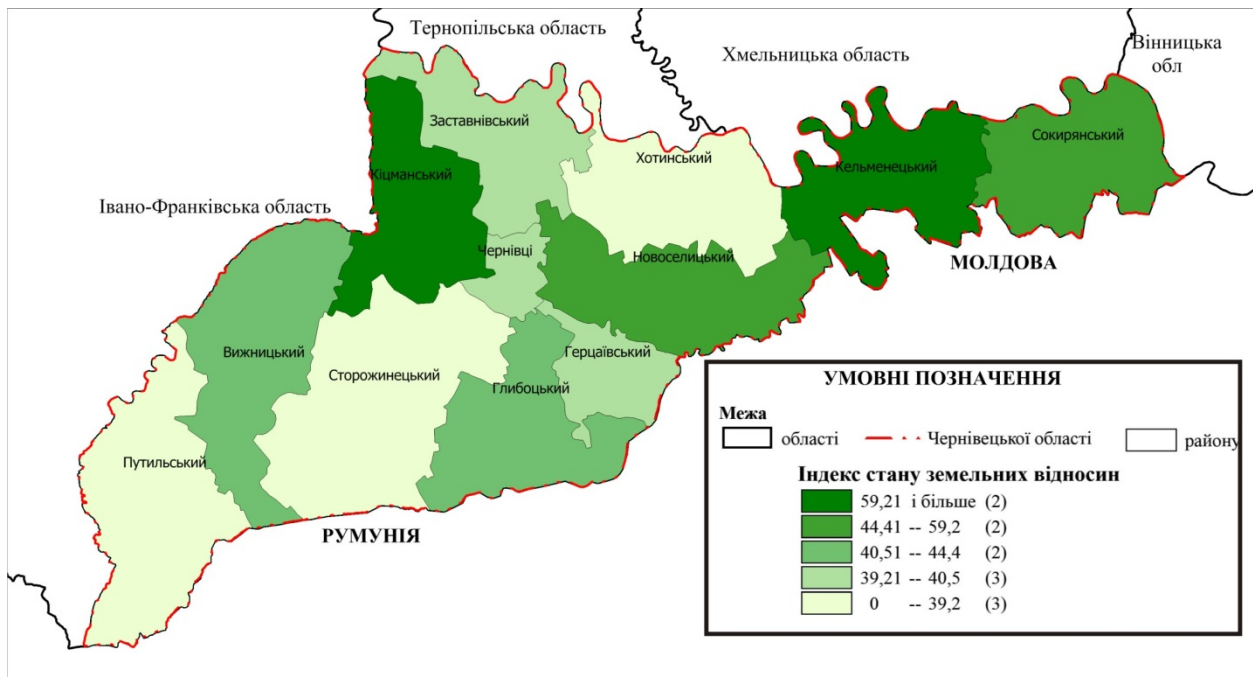 Тернопільська область
Хмельницька область
Вінницька
обл
Заставнівський
Хотинський
Сокирянський
Кельменецький
Кіцманський
Івано-Франківська область
Чернівці
Новоселицький
МОЛДОВА
Вижницький
Сторожинецький
Герцаївський
Глибоцький
Путильський
РУМУНІЯ
УМОВНІ ПОЗНАЧЕННЯ
Межа
області Чернівецької області району
Індекс стану земельних відносин
59,21 і більше (2)
44,41 -- 59,2 (2)
40,51 -- 44,4 (2)
39,21 -- 40,5 (3)
0 -- 39,2 (3)